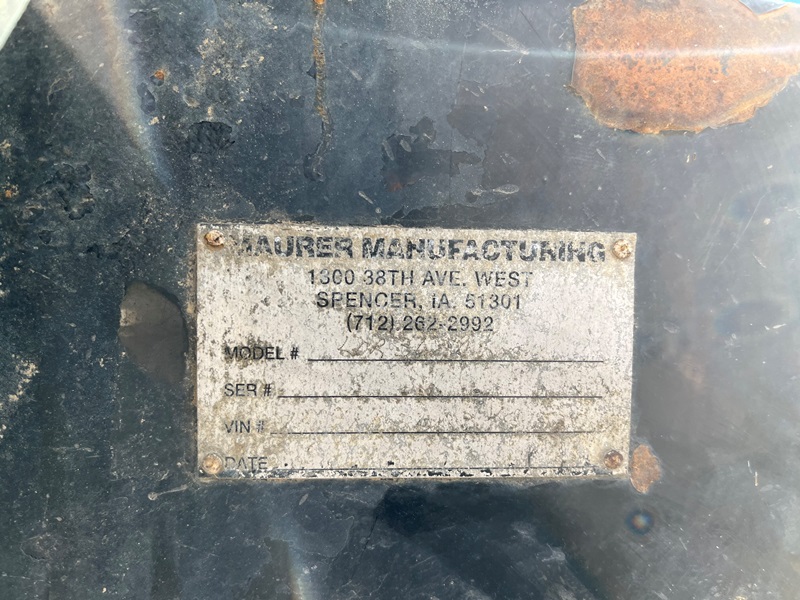 MAURER MANUFACTURING
1300 38TH AVE. WEST
SPENCER, IA. 51301
(712) 262-2992
MODEL #
SER #
VIN #
DATE